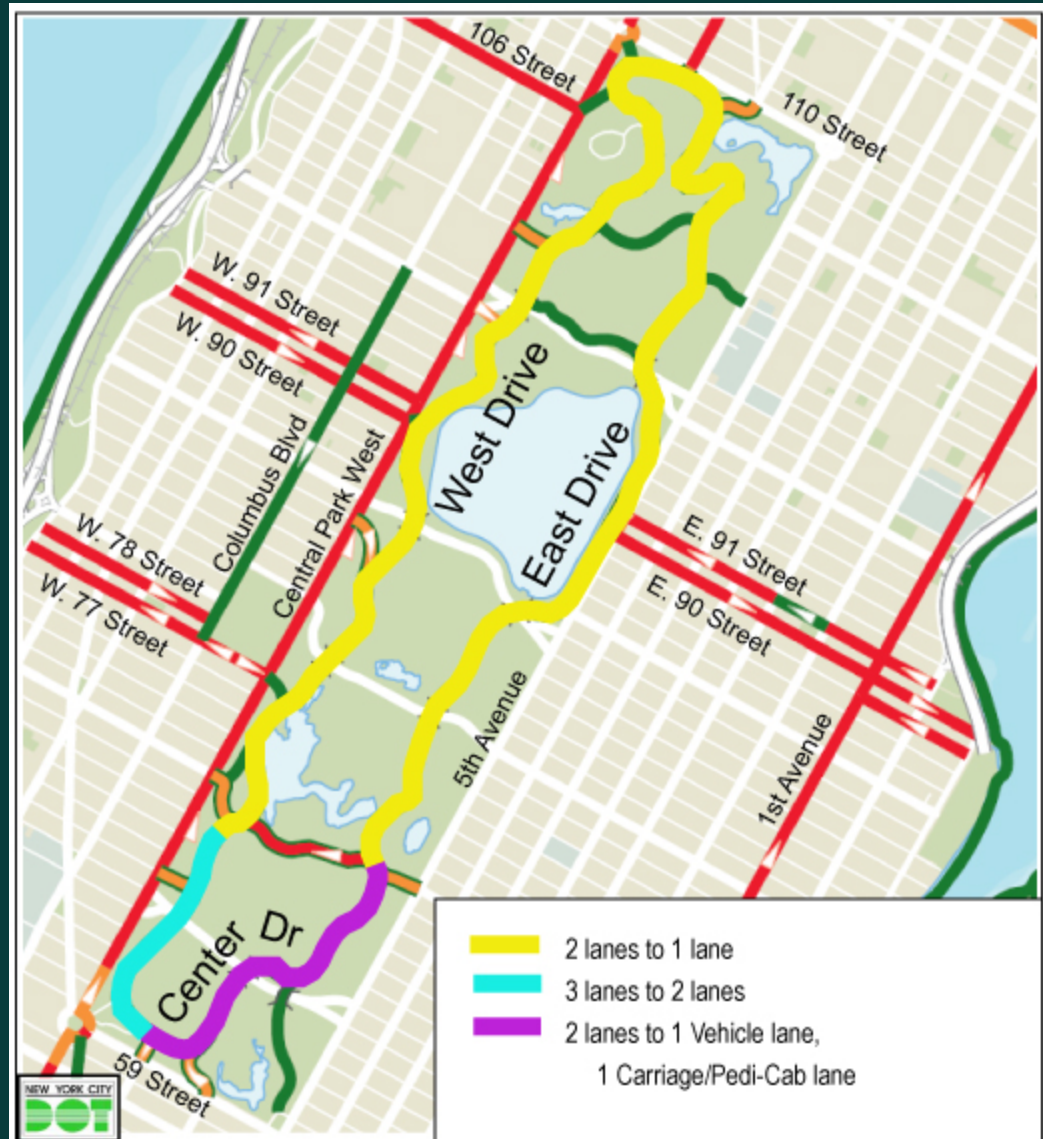 106 Street
110 Street
W. 91 Street
W. 90 Street
Columbus Blvd
Central Park West
West Drive
East Drive
W. 78 Street
W. 77 Street
E. 91 Street
E. 90 Street
5th Avenue
1st Avenue
Center Dr
59 Street
2 lanes to 1 lane
3 lanes to 2 lanes
2 lanes to 1 Vehicle lane,
1 Carriage/Pedi-Cab lane
NEW YORK CITY
DOT